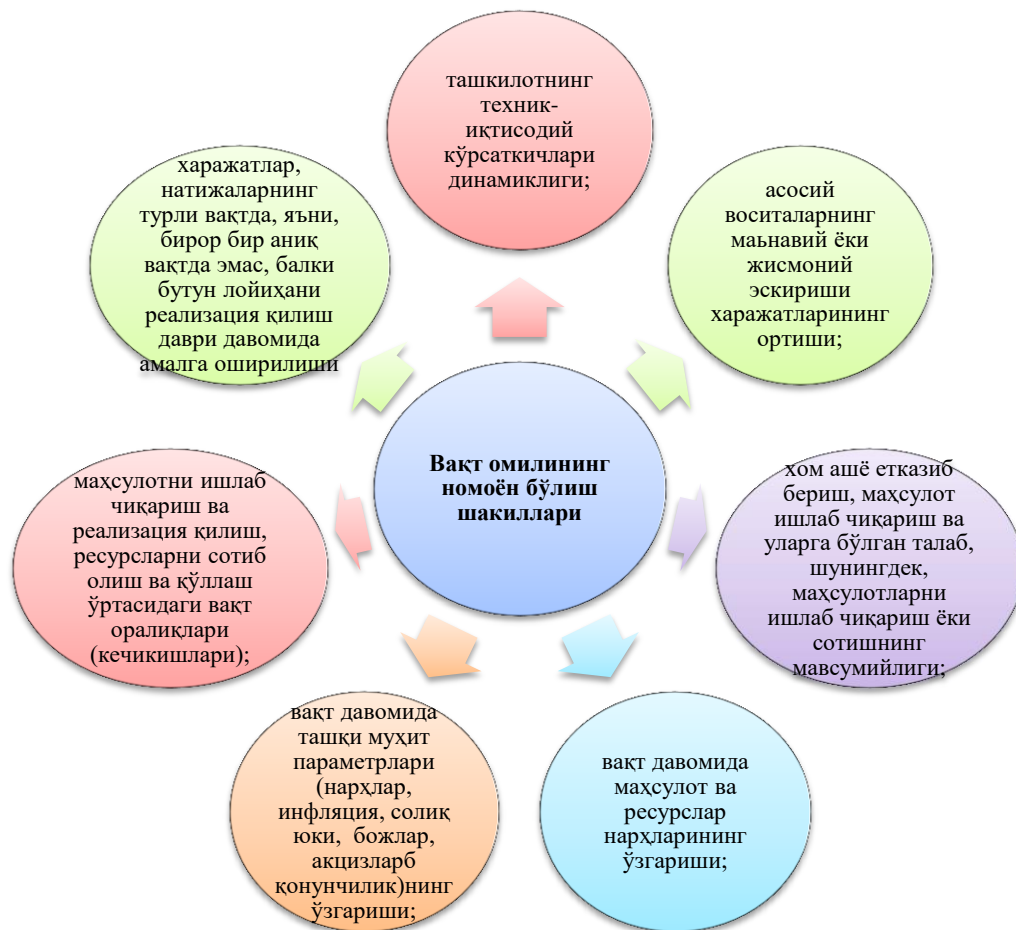 ташкилотнинг
техник-
иқтисодий
кўрсаткичлари
динамиклиги;
асосий
воситаларнинг
маьнавий ёки
жисмоний
эскириши
харажатларининг
ортиши;
хом ашё етказиб
бериш, маҳсулот
ишлаб чиқариш ва
уларга бўлган талаб,
шунингдек,
маҳсулотларни
ишлаб чиқариш ёки
сотишнинг
мавсумийлиги;
вақт давомида
маҳсулот ва
ресурслар
нархларининг
ўзгариши;
вақт давомида
ташқи муҳит
параметрлари
(нарҳлар,
инфляция, солиқ
юки, божлар,
акцизларб
қонунчилик)нинг
ўзгариши;
маҳсулотни ишлаб
чиқариш ва
реализация қилиш,
ресурсларни сотиб
олиш ва қўллаш
ўртасидаги вақт
оралиқлари
(кечикишлари);
харажатлар,
натижаларнинг
турли вақтда, яъни,
бирор бир аниқ
вақтда эмас, балки
бутун лойиҳани
реализация қилиш
даври давомида
амалга оширилиши
Вақт омилининг
номоён бўлиш
шакиллари